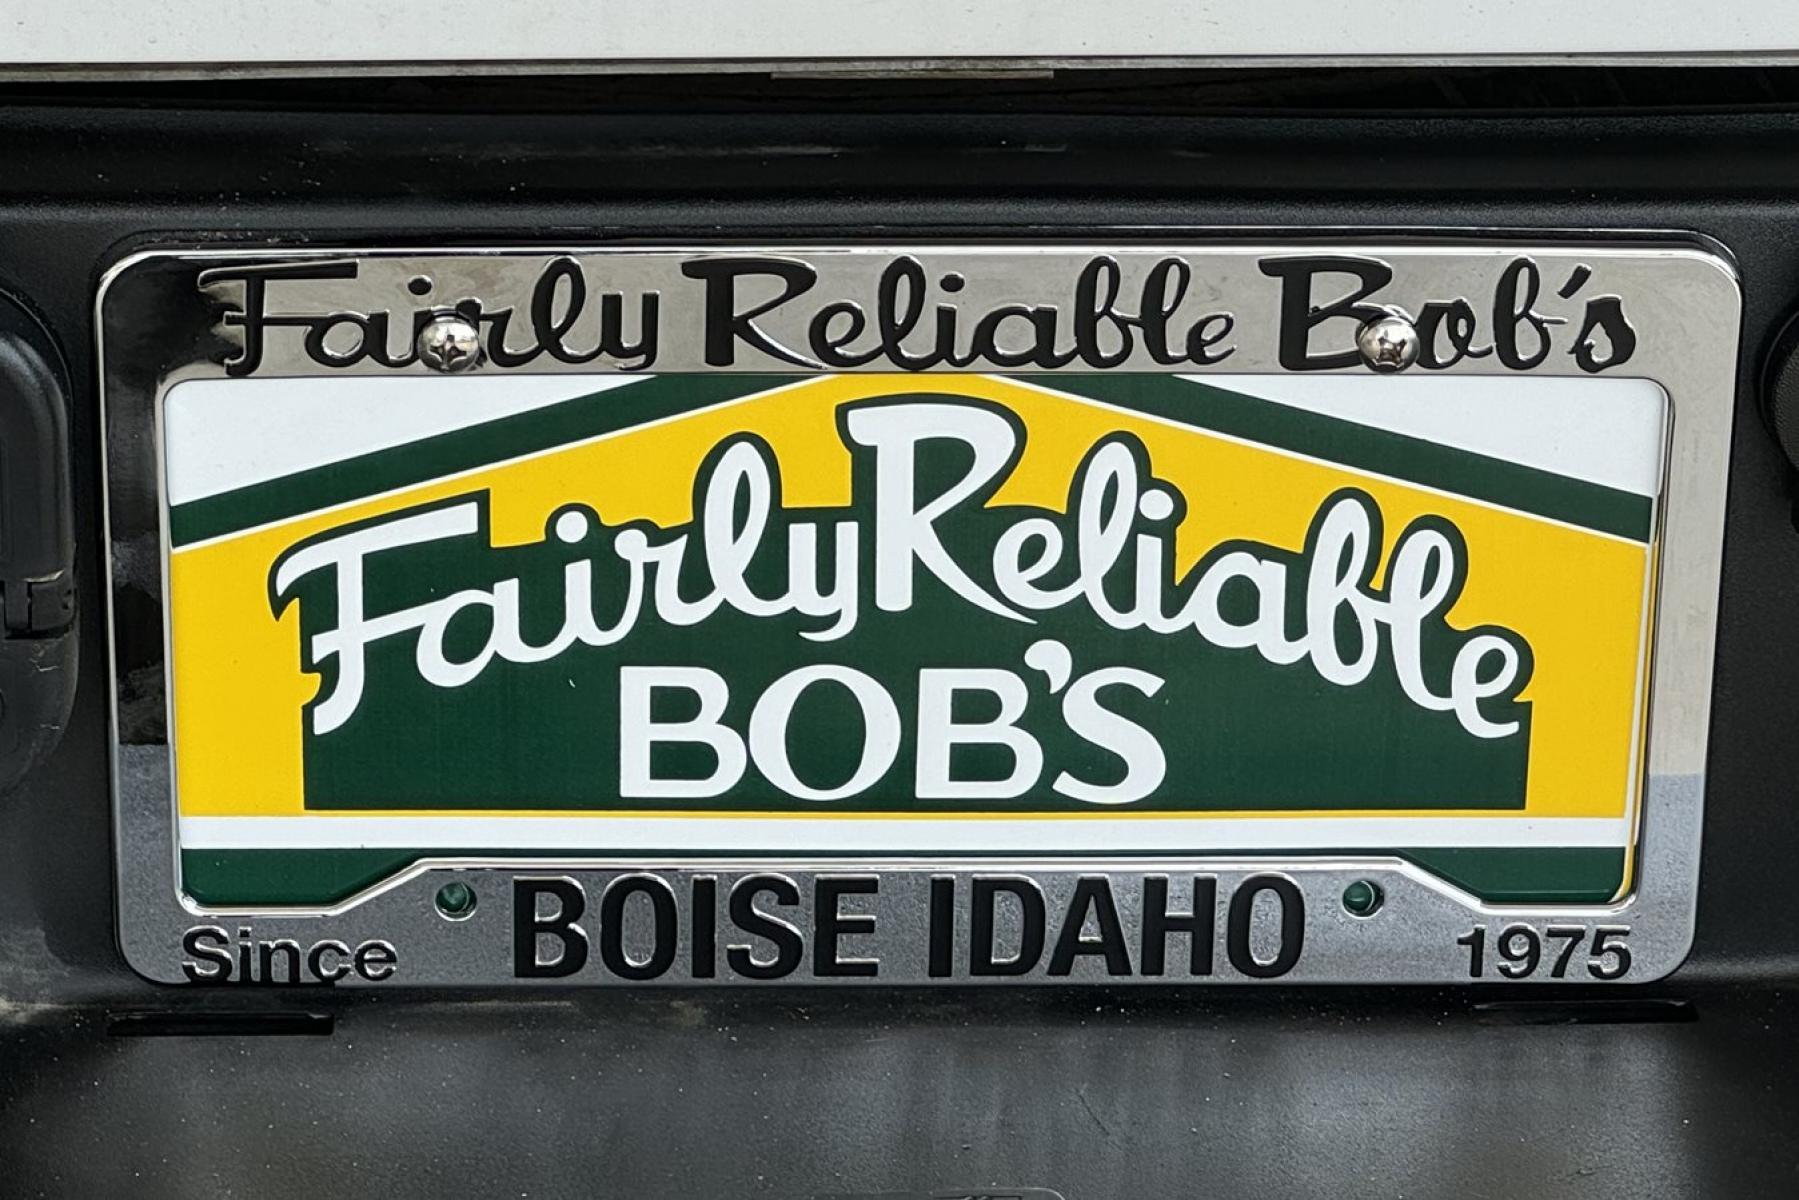 Fairly Reliable Bob's
Fairly Reliable
BOB'S
Since BOISE IDAHO 1975